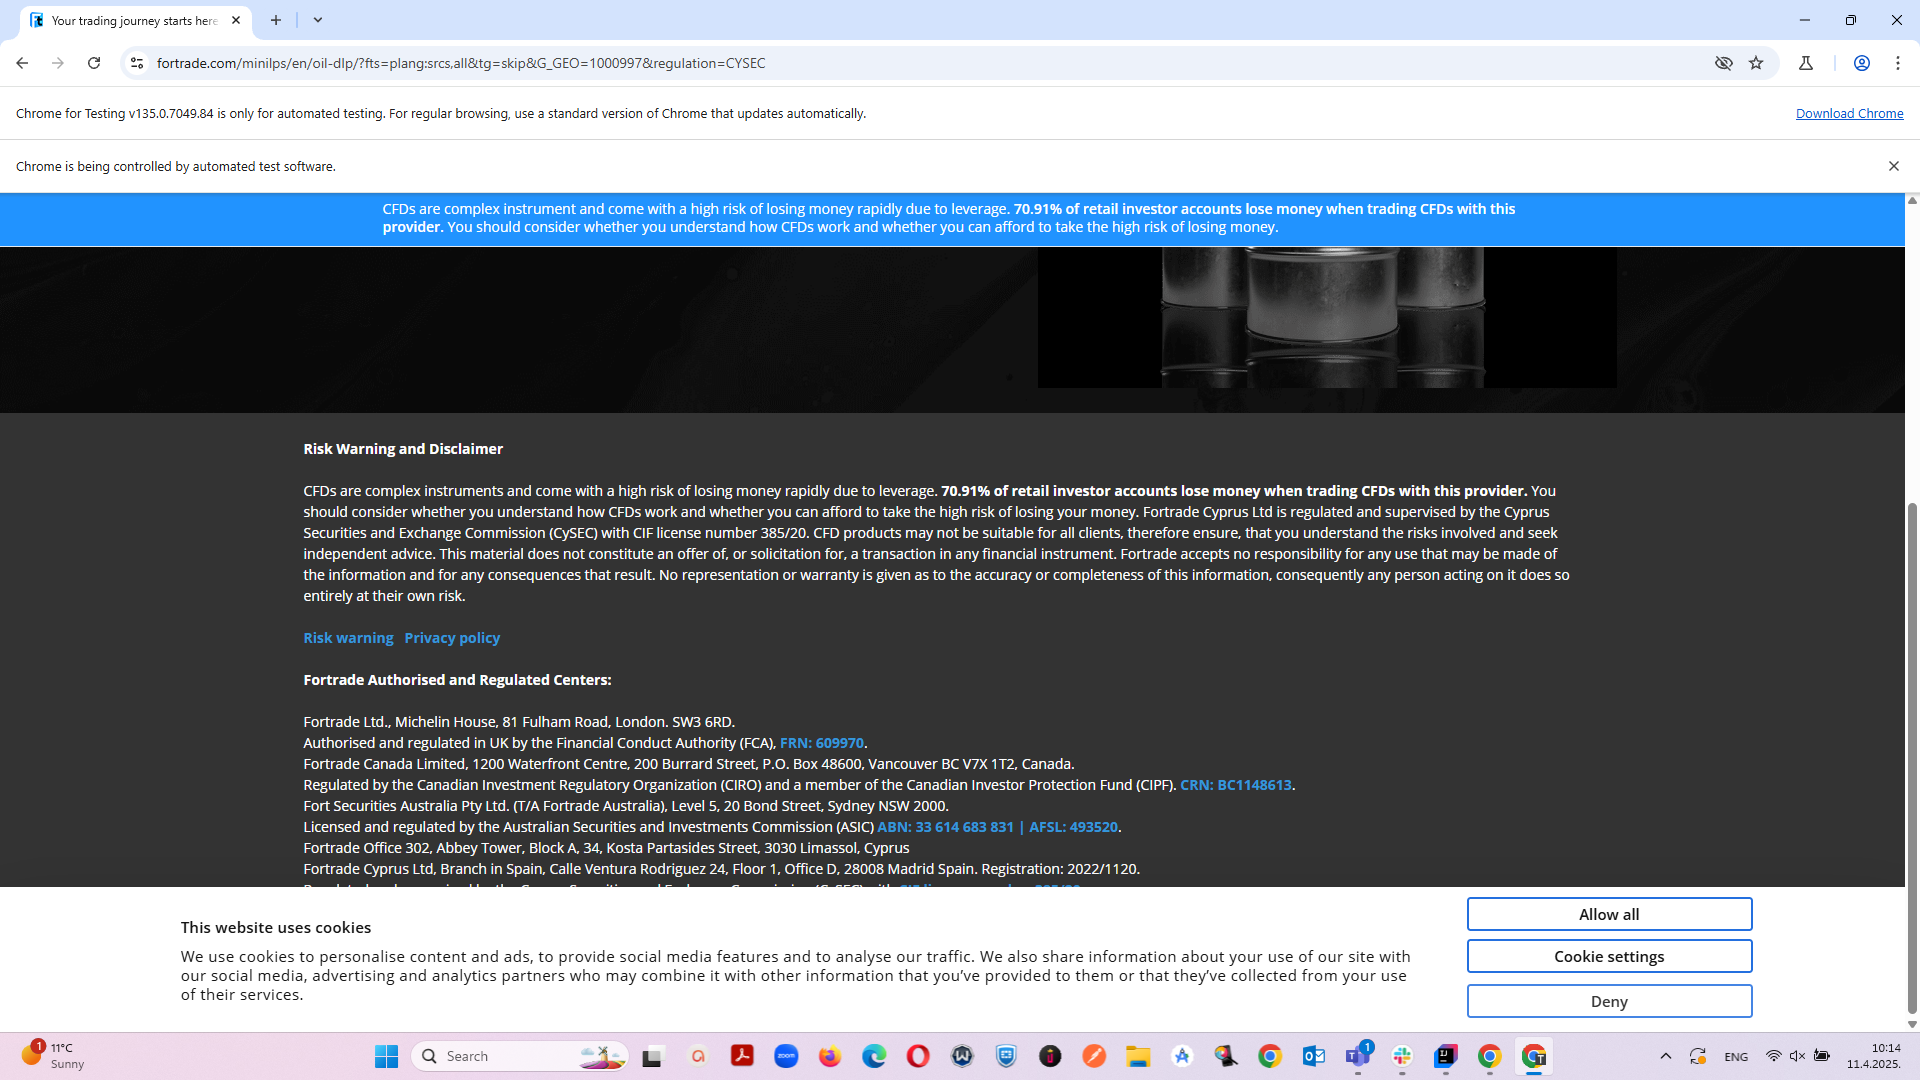 Your trading journey starts here
fortrade.com/minilps/en/oil-dlp/?fts=plang:srcs,all&tg=skip&G_GEO=1000997&regulation=CYSEC
Chrome for Testing v135.0.7049.84 is only for automated testing. For regular browsing, use a standard version of Chrome that updates automatically.
Download Chrome
Chrome is being controlled by automated test software.
CFDs are complex instrument and come with a high risk of losing money rapidly due to leverage. 70.91% of retail investor accounts lose money when trading CFDs with this
provider. You should consider whether you understand how CFDs work and whether you can afford to take the high risk of losing money.
Risk Warning and Disclaimer
CFDs are complex instruments and come with a high risk of losing money rapidly due to leverage. 70.91% of retail investor accounts lose money when trading CFDs with this provider. You
should consider whether you understand how CFDs work and whether you can afford to take the high risk of losing your money. Fortrade Cyprus Ltd is regulated and supervised by the Cyprus
Securities and Exchange Commission (CySEC) with CIF license number 385/20. CFD products may not be suitable for all clients, therefore ensure, that you understand the risks involved and seek
independent advice. This material does not constitute an offer of, or solicitation for, a transaction in any financial instrument. Fortrade accepts no responsibility for any use that may be made of
the information and for any consequences that result. No representation or warranty is given as to the accuracy or completeness of this information, consequently any person acting on it does so
entirely at their own risk.
Risk warning Privacy policy
Fortrade Authorised and Regulated Centers:
Fortrade Ltd., Michelin House, 81 Fulham Road, London. SW3 6RD.
Authorised and regulated in UK by the Financial Conduct Authority (FCA), FRN: 609970.
Fortrade Canada Limited, 1200 Waterfront Centre, 200 Burrard Street, P.O. Box 48600, Vancouver BC V7X 1T2, Canada.
Regulated by the Canadian Investment Regulatory Organization (CIRO) and a member of the Canadian Investor Protection Fund (CIPF). CRN: BC1148613.
Fort Securities Australia Pty Ltd. (T/A Fortrade Australia), Level 5, 20 Bond Street, Sydney NSW 2000.
Licensed and regulated by the Australian Securities and Investments Commission (ASIC) ABN: 33 614 683 831 | AFSL: 493520.
Fortrade Office 302, Abbey Tower, Block A, 34, Kosta Partasides Street, 3030 Limassol, Cyprus
Fortrade Cyprus Ltd, Branch in Spain, Calle Ventura Rodriguez 24, Floor 1, Office D, 28008 Madrid Spain. Registration: 2022/1120.
This website uses cookies
We use cookies to personalise content and ads, to provide social media features and to analyse our traffic. We also share information about your use of our site with
our social media, advertising and analytics partners who may combine it with other information that you've provided to them or that they've collected from your use
of their services.
Allow all
Cookie settings
Deny
1
11°C
Sunny
Search
zoom
1
ENG
10:14
11.4.2025.